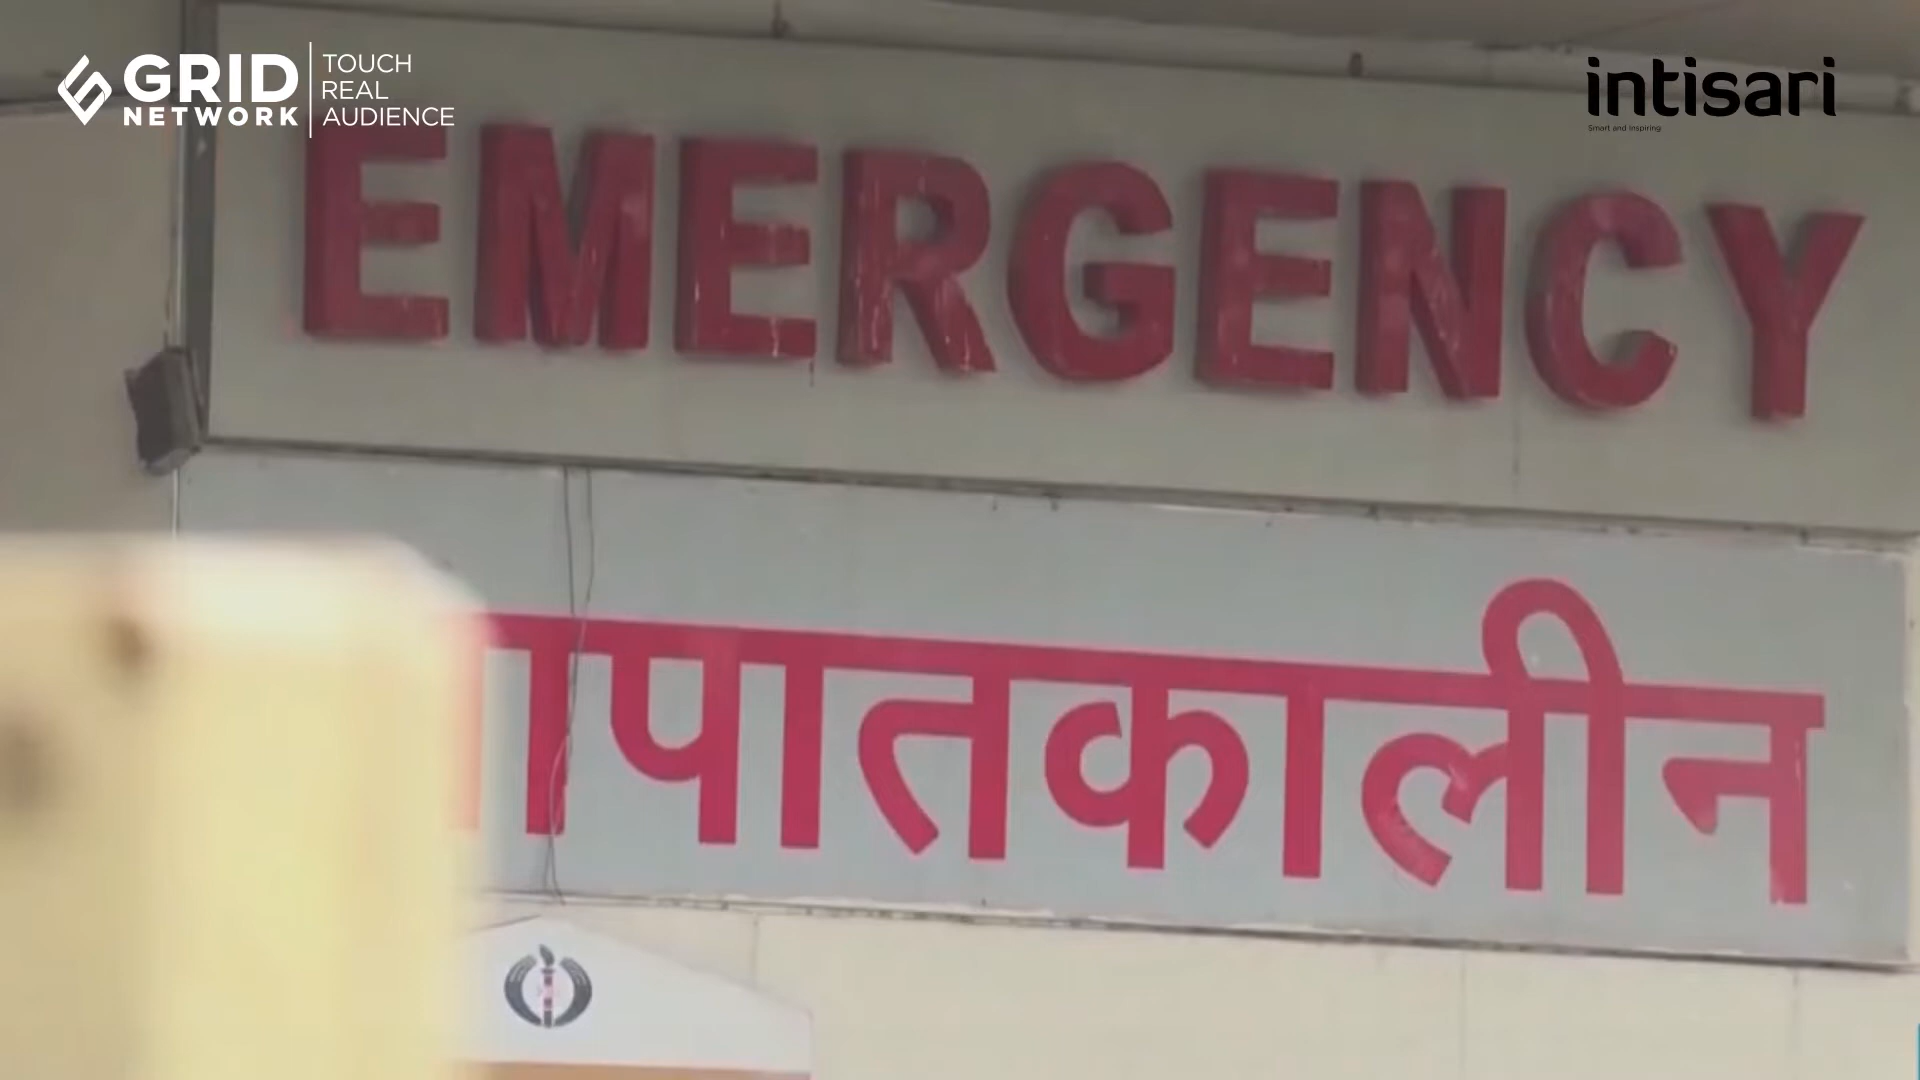 GRID
NETWORK
TOUCH
REAL
AUDIENCE
intisari
Smart and Inspiring
EMERGENCY
ापातकालीन